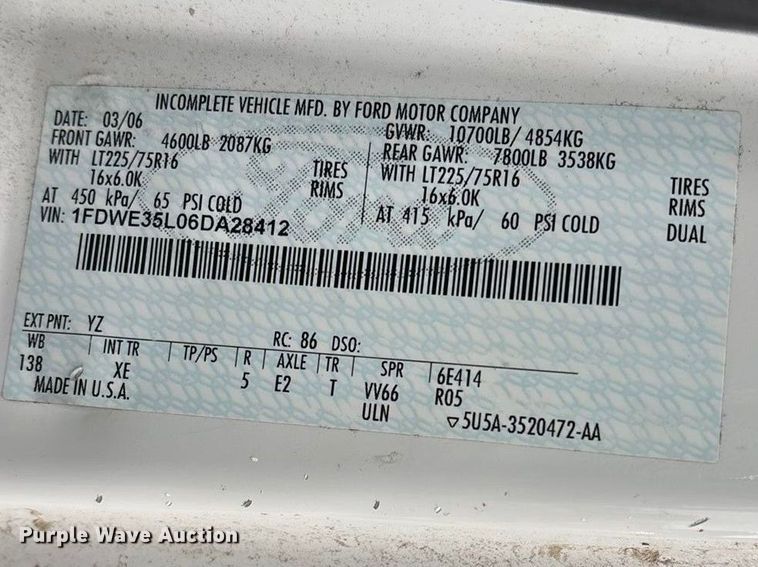 INCOMPLETE VEHICLE MFD. BY FORD MOTOR COMPANY
DATE: 03/06 GVWR: 10700LB/ 4854KG
FRONT GAWR: 4600LB 2087KG REAR GAWR: 7800LB 3538KG
WITH LT225/75R16 TIRES WITH LT225/75R16 TIRES
16x6.0K RIMS 16x6.0K RIMS
AT 450 kPa/ 65 PSI COLD AT 415 kPa/ 60 PSI COLD DUAL
VIN: 1FDWE35L06DA28412
EXT PNT: YZ RC: 86 DSO:
WB INT TR TP/PS R AXLE TR SPR 6E414
138 XE 5 E2 T VV66 R05
MADE IN U.S.A. ULN ▽5U5A-3520472-AA
Purple Wave Auction